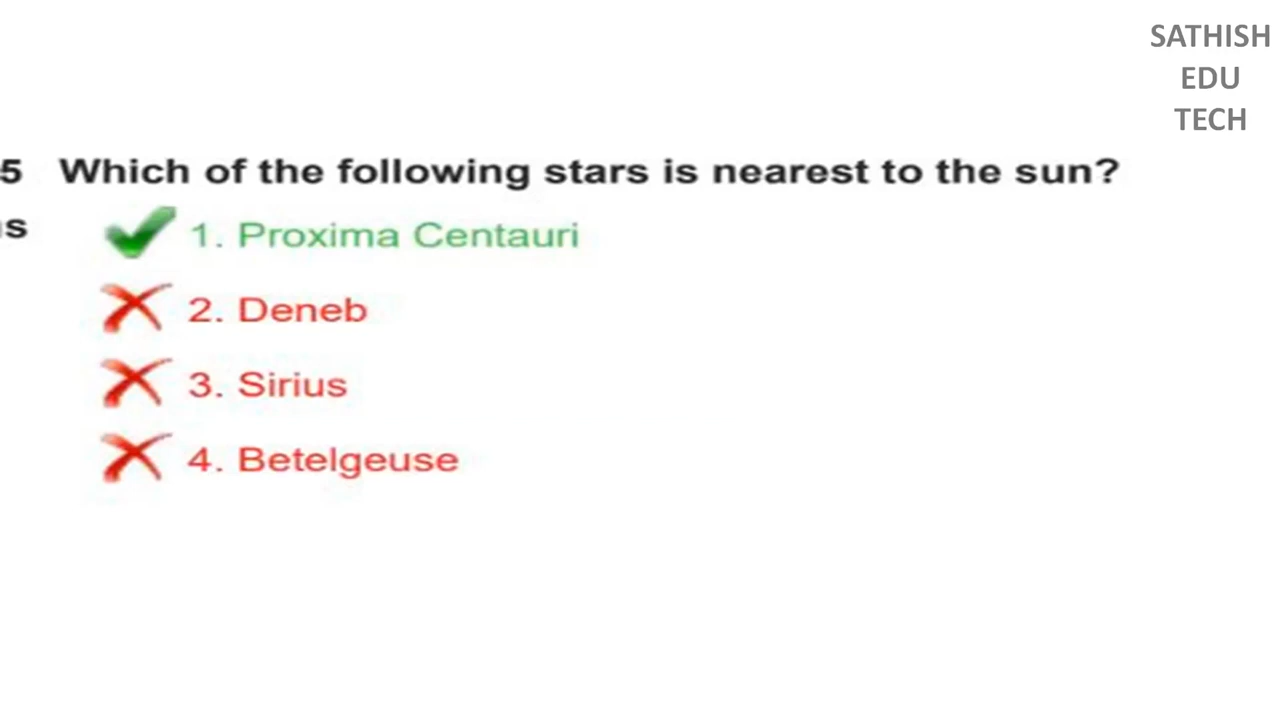 SATHISH
EDU
TECH
5 Which of the following stars is nearest to the sun?
s
1. Proxima Centauri
2. Deneb
3. Sirius
4. Betelgeuse